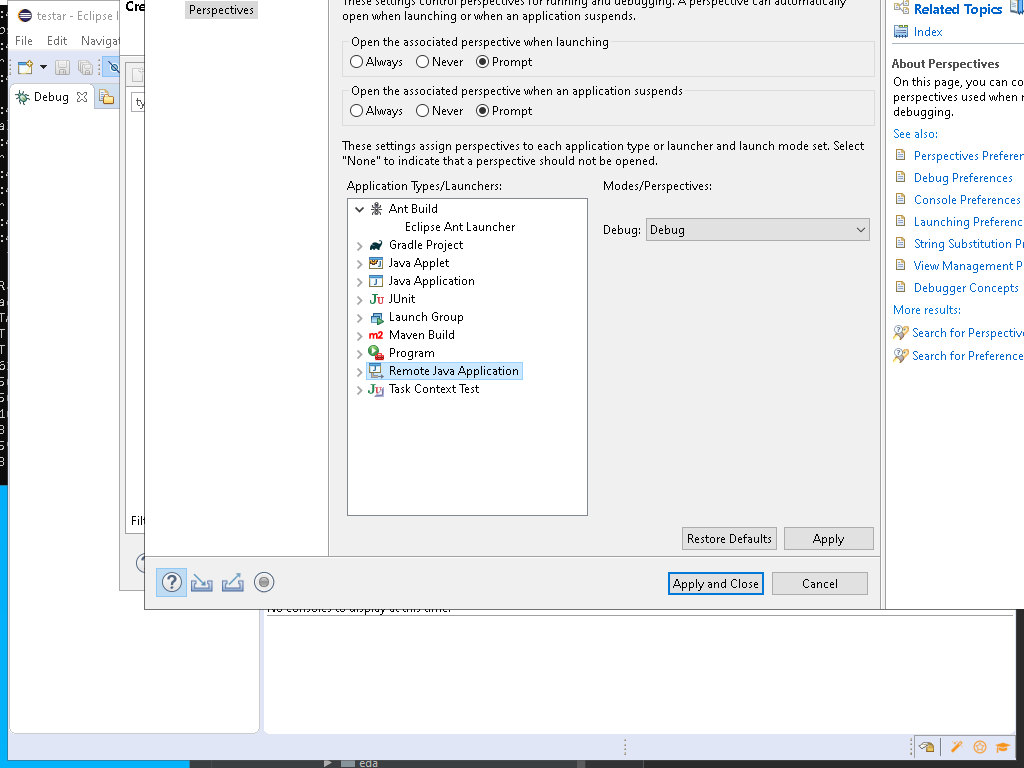 testar - Eclipse I
Cre
Perspectives
These settings control perspectives for running and debugging. A perspective can automatically
open when launching or when an application suspends.
Related Topics
File Edit Navigat
Index
Open the associated perspective when launching
Always Never Prompt
About Perspectives
On this page, you can co
perspectives used when r
debugging.
Debug
ty
Open the associated perspective when an application suspends
Always Never Prompt
See also:
These settings assign perspectives to each application type or launcher and launch mode set. Select
"None" to indicate that a perspective should not be opened.
Perspectives Preferen
Debug Preferences
Console Preferences
Launching Preferenc
String Substitution P
View Management P
Debugger Concepts
More results:
Search for Perspective
Search for Preference
Application Types/Launchers:
Modes/Perspectives:
Ant Build
Eclipse Ant Launcher
Debug: Debug
Gradle Project
Java Applet
Java Application
JUnit
Launch Group
Maven Build
Program
Remote Java Application
Task Context Test
Filt
Restore Defaults Apply
Apply and Close Cancel
No consoles to display at this time.
eda